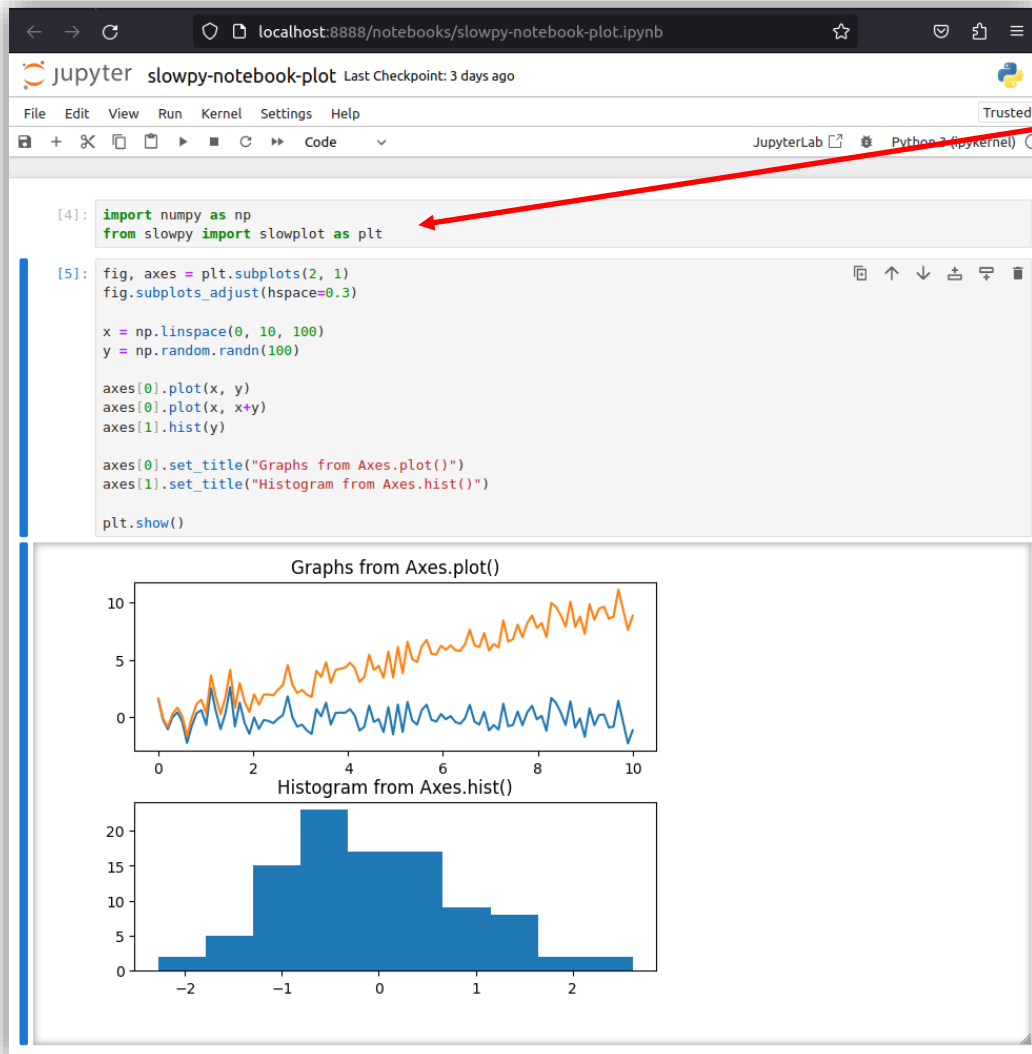 localhost:8888/notebooks/slowpy-notebook-plot.ipynb
jupyter slowpy-notebook-plot Last Checkpoint: 3 days ago
File Edit View Run Kernel Settings Help
Trusted
Code JupyterLab Python 3 (ipykernel)
[4]: import numpy as np
from slowpy import slowplot as plt
[5]: fig, axes = plt.subplots(2, 1)
fig.subplots_adjust(hspace=0.3)
x = np.linspace(0, 10, 100)
y = np.random.randn(100)
axes[0].plot(x, y)
axes[0].plot(x, x+y)
axes[1].hist(y)
axes[0].set_title("Graphs from Axes.plot()")
axes[1].set_title("Histogram from Axes.hist()")
plt.show()
Graphs from Axes.plot()
10
5
0
0 2 4 6 8 10
Histogram from Axes.hist()
20
15
10
5
0
−2 −1 0 1 2